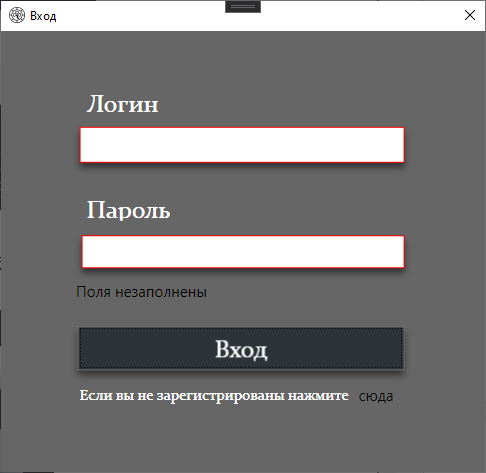 Вход
Логин
Пароль
Поля незаполнены
Вход
Если вы не зарегистрированы нажмите сюда